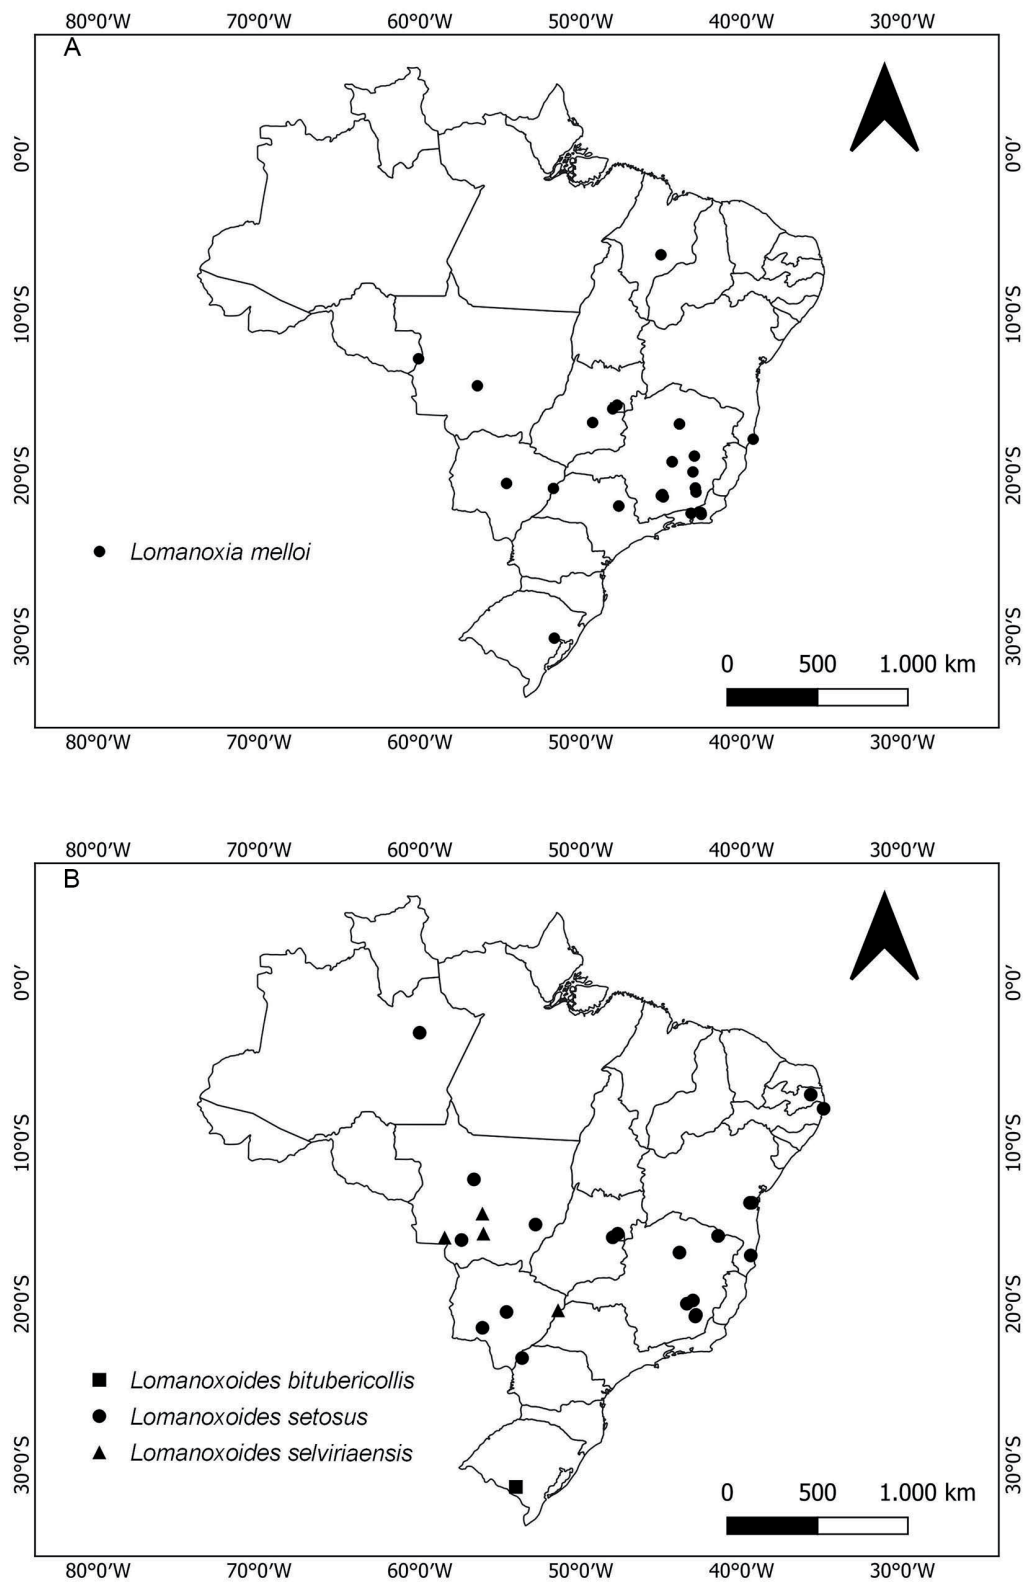 80°0'W 70°0'W 60°0'W 50°0'W 40°0'W 30°0'W
A
0°0' 0°0'
10°0'S 10°0'S
20°0'S 20°0'S
Lomanoxia melloi
30°0'S 30°0'S
0 500 1.000 km
80°0'W 70°0'W 60°0'W 50°0'W 40°0'W 30°0'W
80°0'W 70°0'W 60°0'W 50°0'W 40°0'W 30°0'W
B
0°0' 0°0'
10°0'S 10°0'S
20°0'S 20°0'S
Lomanoxoides bitubericollis
Lomanoxoides setosus
Lomanoxoides selviriaensis
30°0'S 30°0'S
0 500 1.000 km
80°0'W 70°0'W 60°0'W 50°0'W 40°0'W 30°0'W